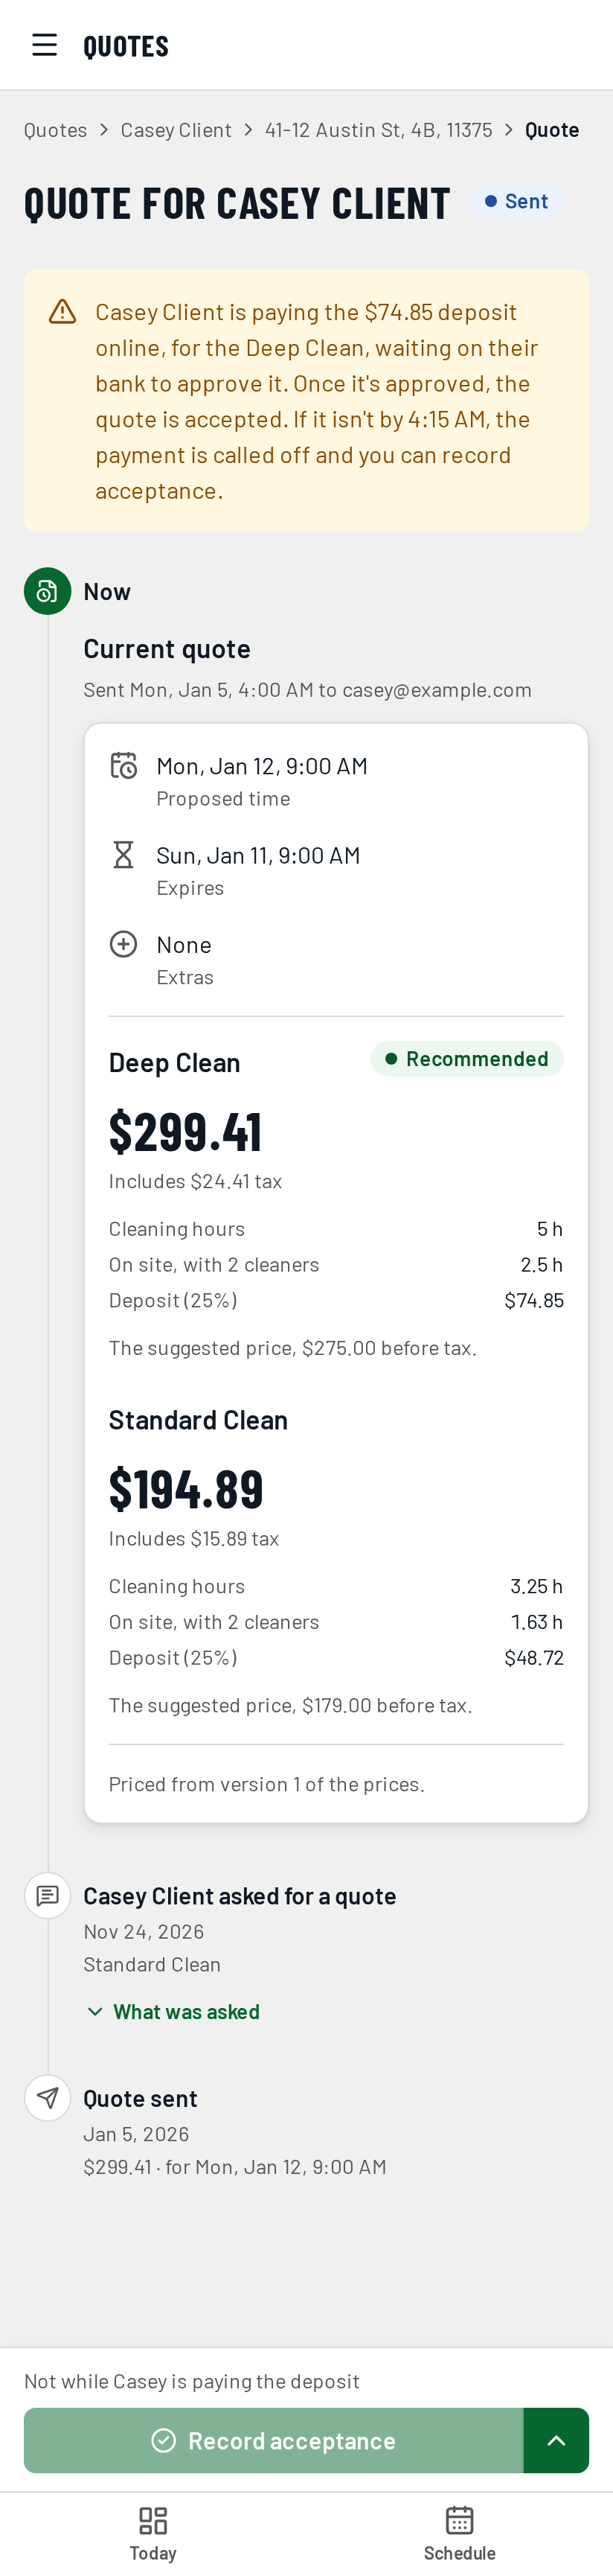 QUOTES
Quotes > Casey Client > 41-12 Austin St, 4B, 11375 > Quote
QUOTE FOR CASEY CLIENT
Sent
Casey Client is paying the $74.85 deposit
online, for the Deep Clean, waiting on their
bank to approve it. Once it's approved, the
quote is accepted. If it isn't by 4:15 AM, the
payment is called off and you can record
acceptance.
Now
Current quote
Sent Mon, Jan 5, 4:00 AM to casey@example.com
Mon, Jan 12, 9:00 AM
Proposed time
Sun, Jan 11, 9:00 AM
Expires
None
Extras
Deep Clean
Recommended
$299.41
Includes $24.41 tax
Cleaning hours 5 h
On site, with 2 cleaners 2.5 h
Deposit (25%) $74.85
The suggested price, $275.00 before tax.
Standard Clean
$194.89
Includes $15.89 tax
Cleaning hours 3.25 h
On site, with 2 cleaners 1.63 h
Deposit (25%) $48.72
The suggested price, $179.00 before tax.
Priced from version 1 of the prices.
Casey Client asked for a quote
Nov 24, 2026
Standard Clean
What was asked
Quote sent
Jan 5, 2026
$299.41 · for Mon, Jan 12, 9:00 AM
Not while Casey is paying the deposit
Record acceptance
Today
Schedule